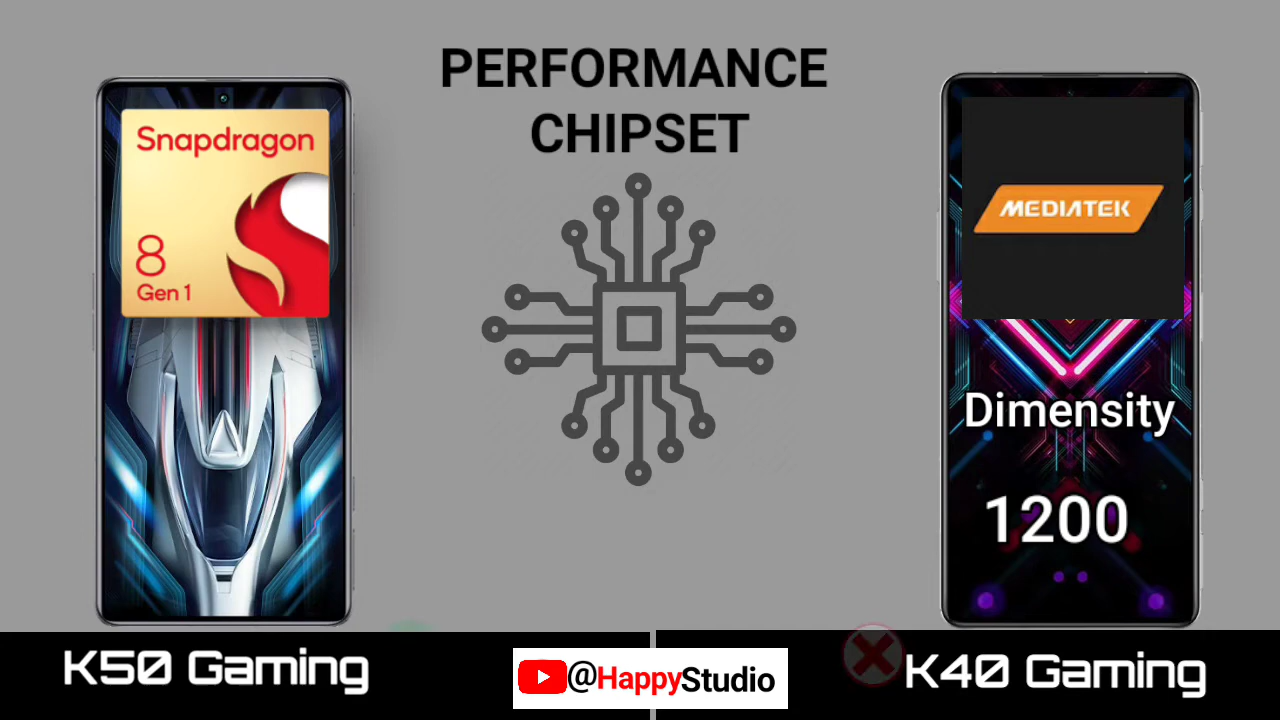 PERFORMANCE
CHIPSET
Snapdragon
8
Gen 1
MEDIATEK
Dimensity
1200
K50 Gaming
@HappyStudio
K40 Gaming